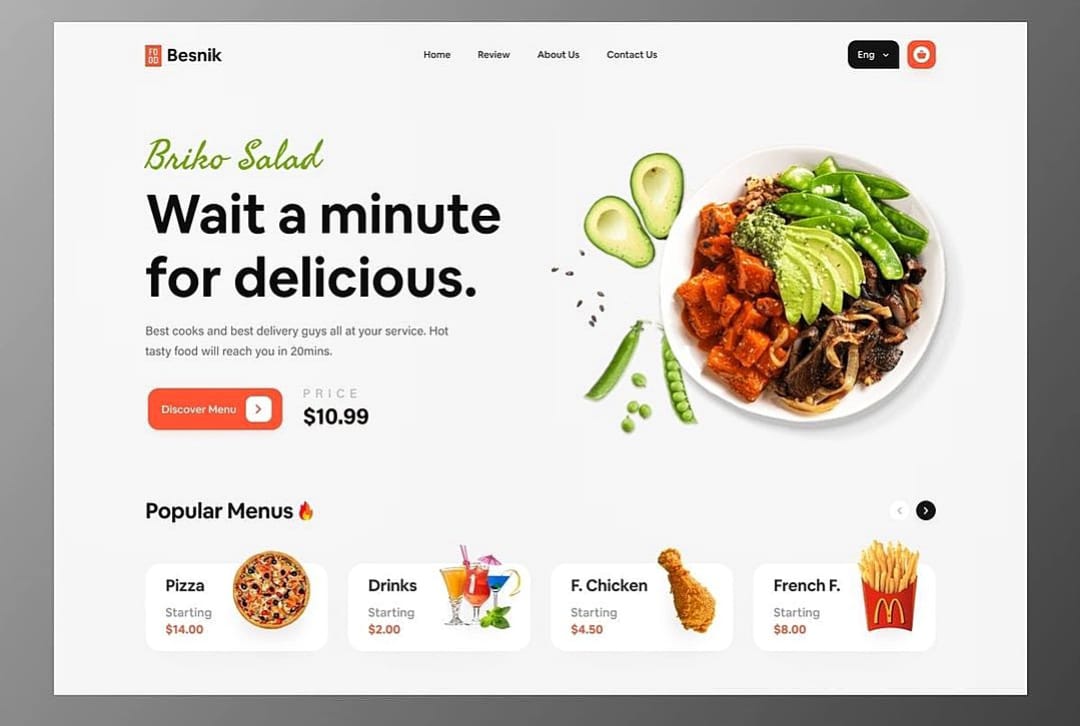 FO
OD
Besnik
Home
Review
About Us
Contact Us
Eng
Briko Salad
Wait a minute
for delicious.
Best cooks and best delivery guys all at your service. Hot
tasty food will reach you in 20mins.
Discover Menu
PRICE
$10.99
Popular Menus 🔥
Pizza
Starting
$14.00
Drinks
Starting
$2.00
F. Chicken
Starting
$4.50
French F.
Starting
$8.00